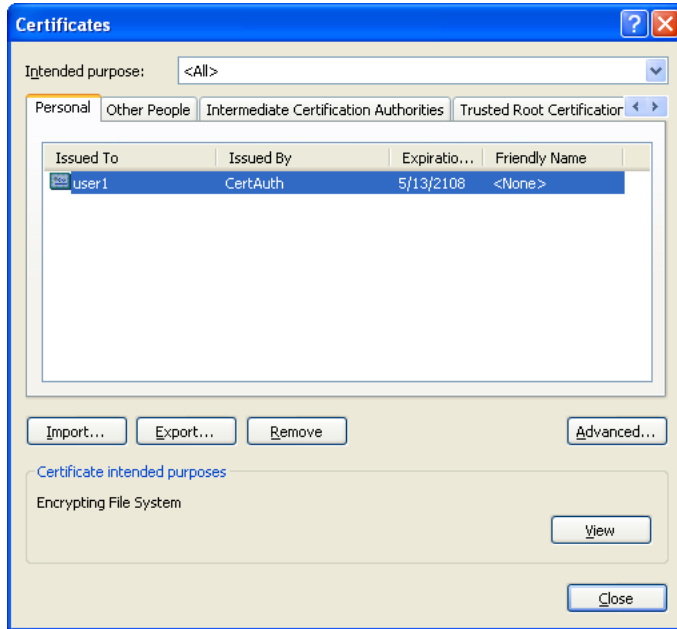 Certificates
Intended purpose: <All>
Personal Other People Intermediate Certification Authorities Trusted Root Certification
Issued To Issued By Expiratio... Friendly Name
user1 CertAuth 5/13/2108 <None>
Import... Export... Remove Advanced...
Certificate intended purposes
Encrypting File System
View
Close